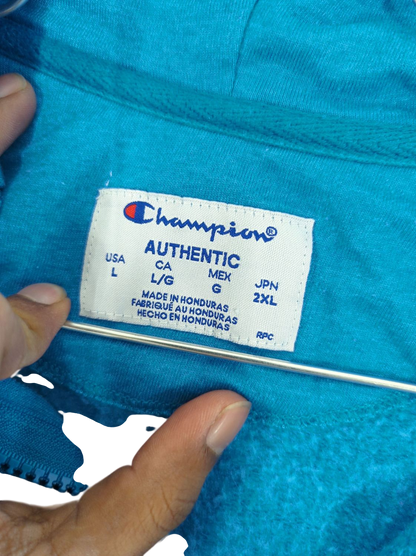 Champion®
AUTHENTIC
USA CA MEX JPN
L L/G G 2XL
MADE IN HONDURAS
FABRIQUÉ AU HONDURAS
HECHO EN HONDURAS
RPC